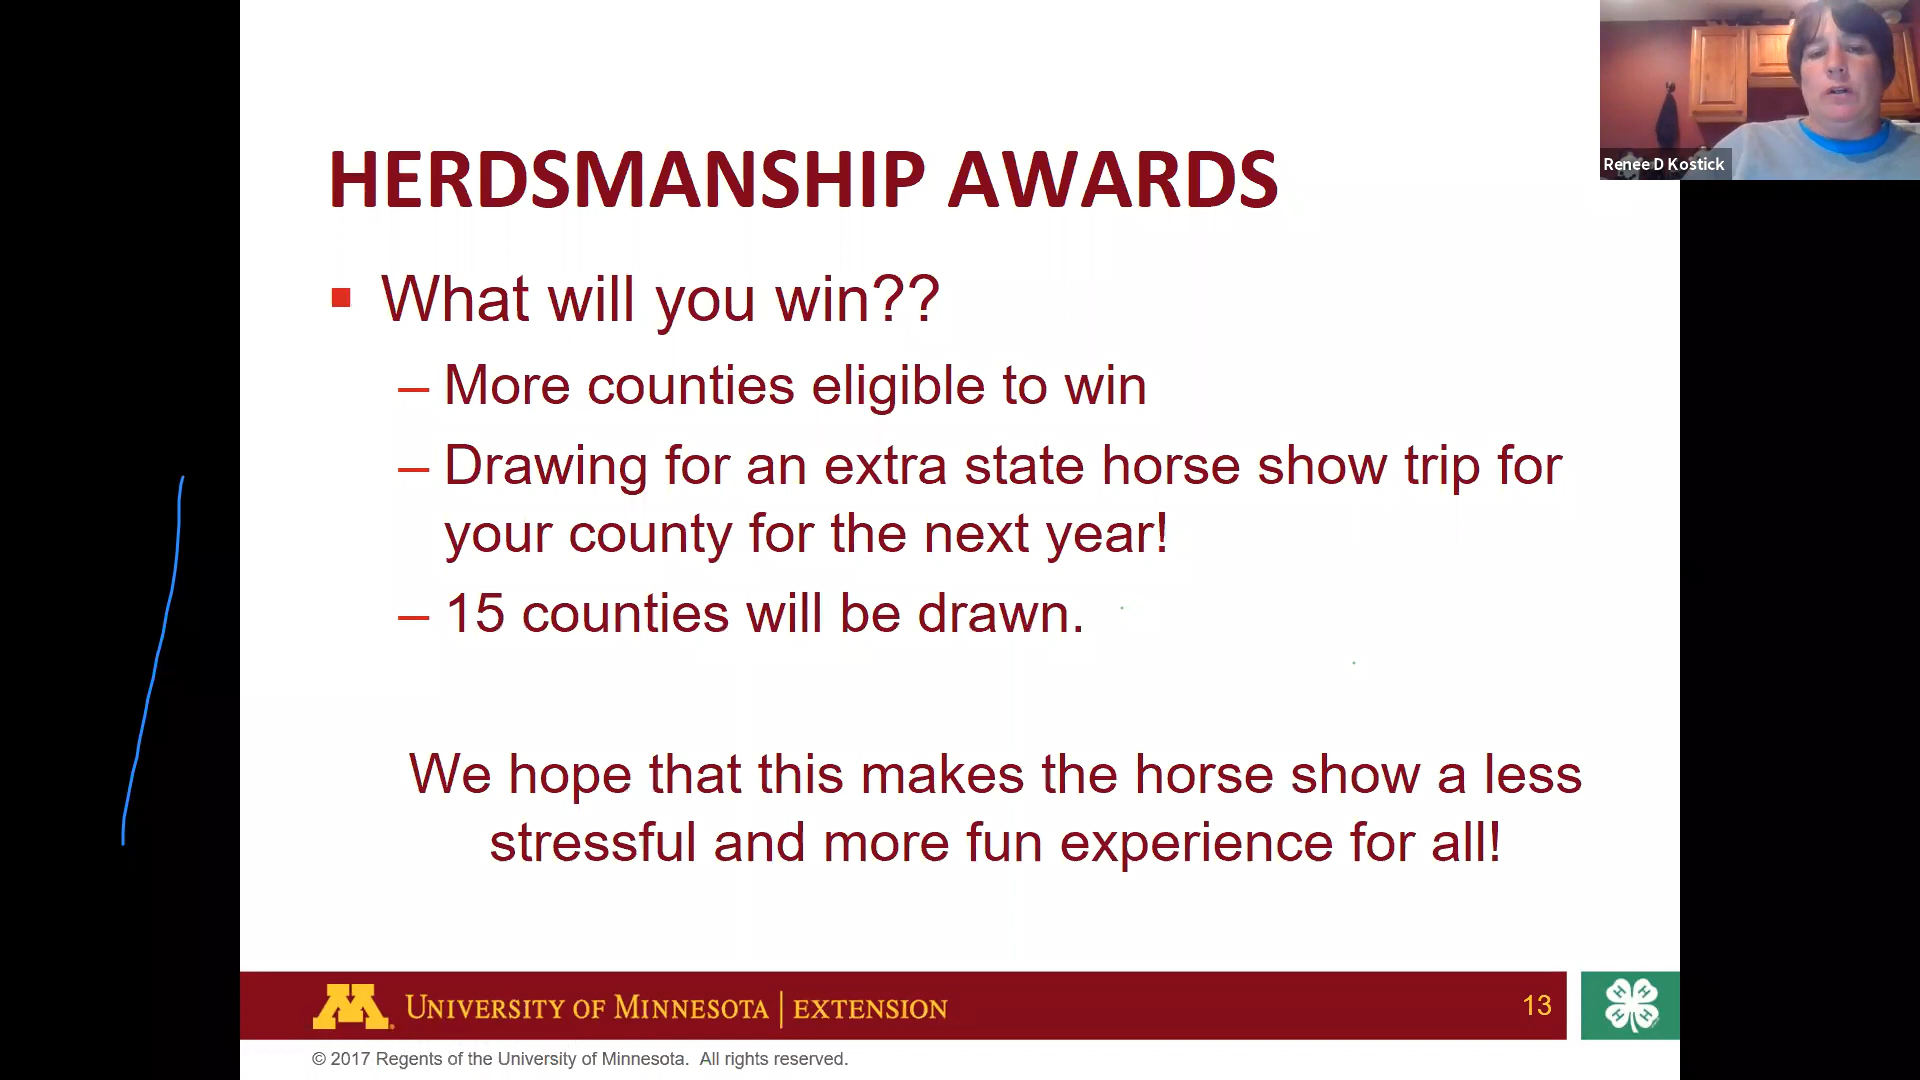 Renee D Kostick
HERDSMANSHIP AWARDS
▪ What will you win??
– More counties eligible to win
– Drawing for an extra state horse show trip for
your county for the next year!
– 15 counties will be drawn.
We hope that this makes the horse show a less
stressful and more fun experience for all!
M UNIVERSITY OF MINNESOTA | EXTENSION
13
H H H H
© 2017 Regents of the University of Minnesota. All rights reserved.